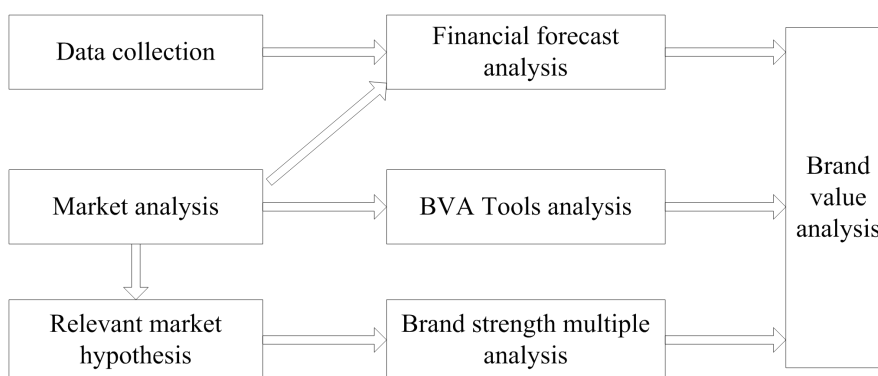 Data collection
Financial forecast
analysis
Market analysis
BVA Tools analysis
Brand
value
analysis
Relevant market
hypothesis
Brand strength multiple
analysis